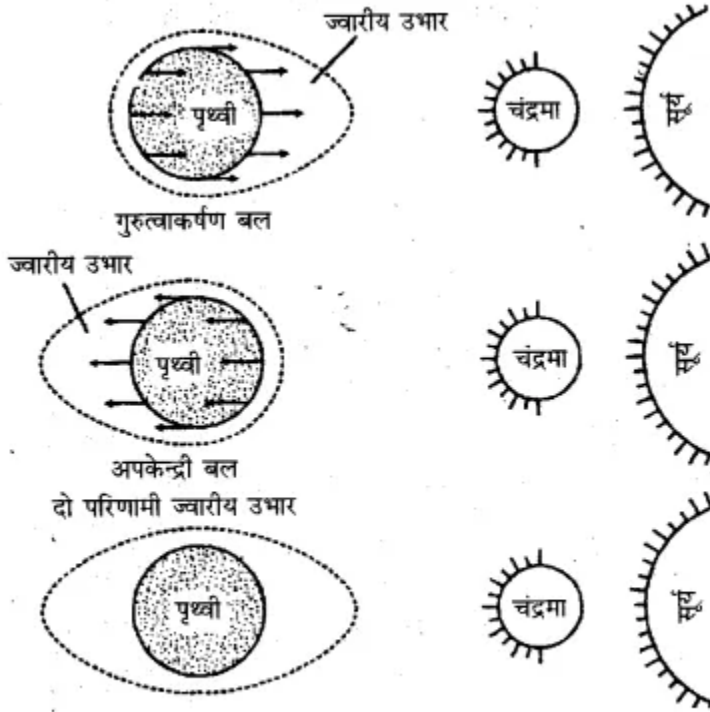 ज्वारीय उभार
पृथ्वी
चंद्रमा
सूर्य
गुरुत्वाकर्षण बल
ज्वारीय उभार
पृथ्वी
चंद्रमा
सूर्य
अपकेन्द्री बल
दो परिणामी ज्वारीय उभार
पृथ्वी
चंद्रमा
सूर्य